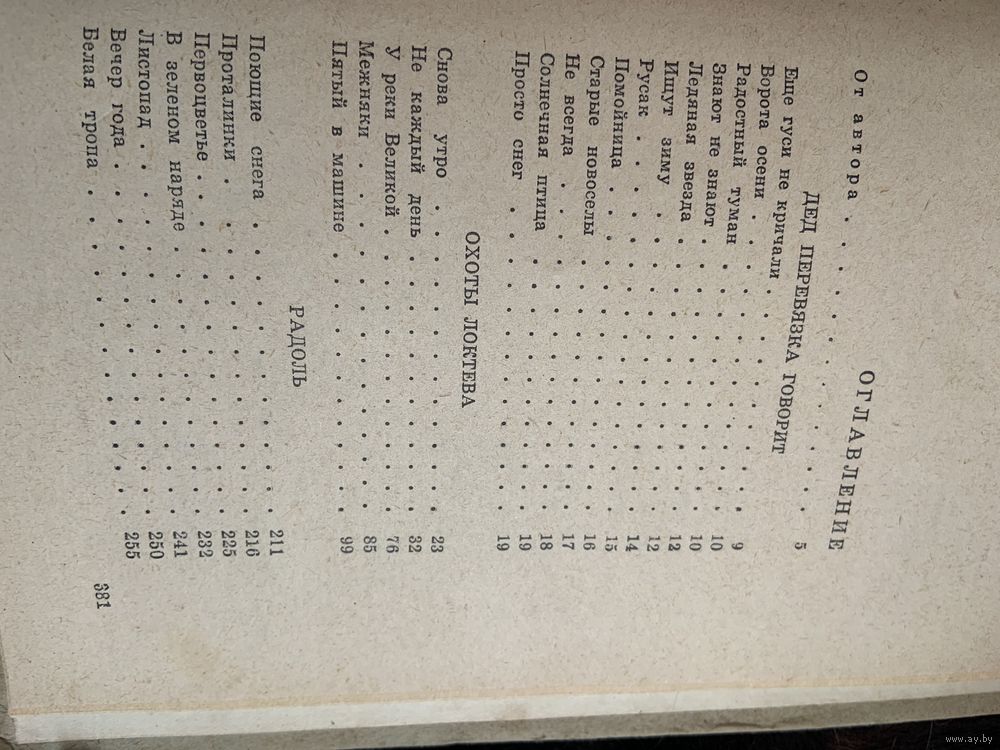 ОГЛАВЛЕНИЕ
От автора . . . . . . . . . . . 5
ДЕД ПЕРЕВЯЗКА ГОВОРИТ
Еще гуси не кричали . . . . . . . . 9
Ворота осени . . . . . . . . . . 10
Радостный туман . . . . . . . . . 10
Знают не знают . . . . . . . . . 12
Ледяная звезда . . . . . . . . . 12
Ищут зиму . . . . . . . . . . 14
Русак . . . . . . . . . . . 15
Помойница . . . . . . . . . . 16
Старые новоселы . . . . . . . . . 17
Не всегда . . . . . . . . . . 18
Солнечная птица . . . . . . . . . 19
Просто снег . . . . . . . . . . 19
ОХОТЫ ЛОКТЕВА
Снова утро . . . . . . . . . . 23
Не каждый день . . . . . . . . . 32
У реки Великой . . . . . . . . . 76
Межняки . . . . . . . . . . . 85
Пятый в машине . . . . . . . . . 99
РАДОЛЬ
Поющие снега . . . . . . . . . . 211
Проталинки . . . . . . . . . . 216
Первоцветье . . . . . . . . . . 225
В зеленом наряде . . . . . . . . . 232
Листопад . . . . . . . . . . . 241
Вечер года . . . . . . . . . . 250
Белая тропа . . . . . . . . . . 255
381
www.ay.by